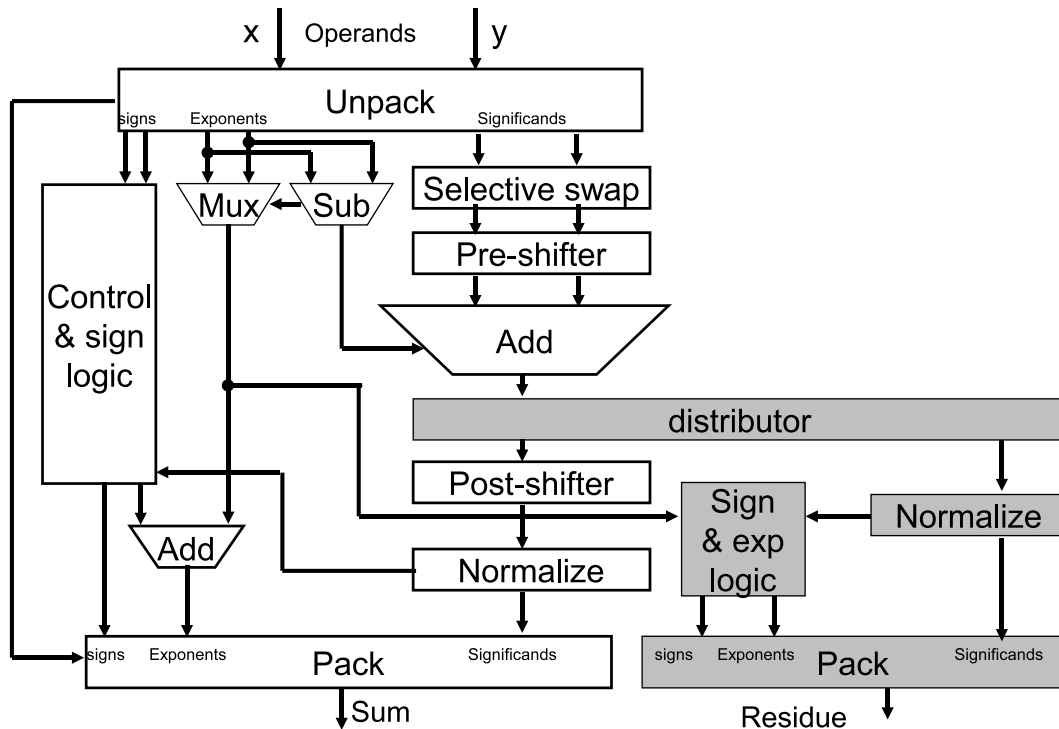 x Operands y
Unpack
signs Exponents Significands
Mux Sub Selective swap
Pre-shifter
Control
& sign
logic
Add
distributor
Post-shifter
Sign
& exp
logic
Normalize
Add
Normalize
signs Exponents Significands
Pack
signs Exponents Significands
Pack
Sum
Residue